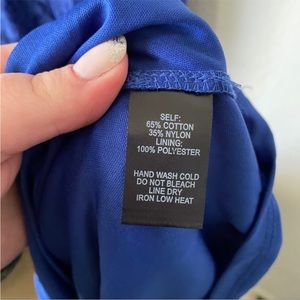 SELF:
65% COTTON
35% NYLON
LINING:
100% POLYESTER
HAND WASH COLD
DO NOT BLEACH
LINE DRY
IRON LOW HEAT